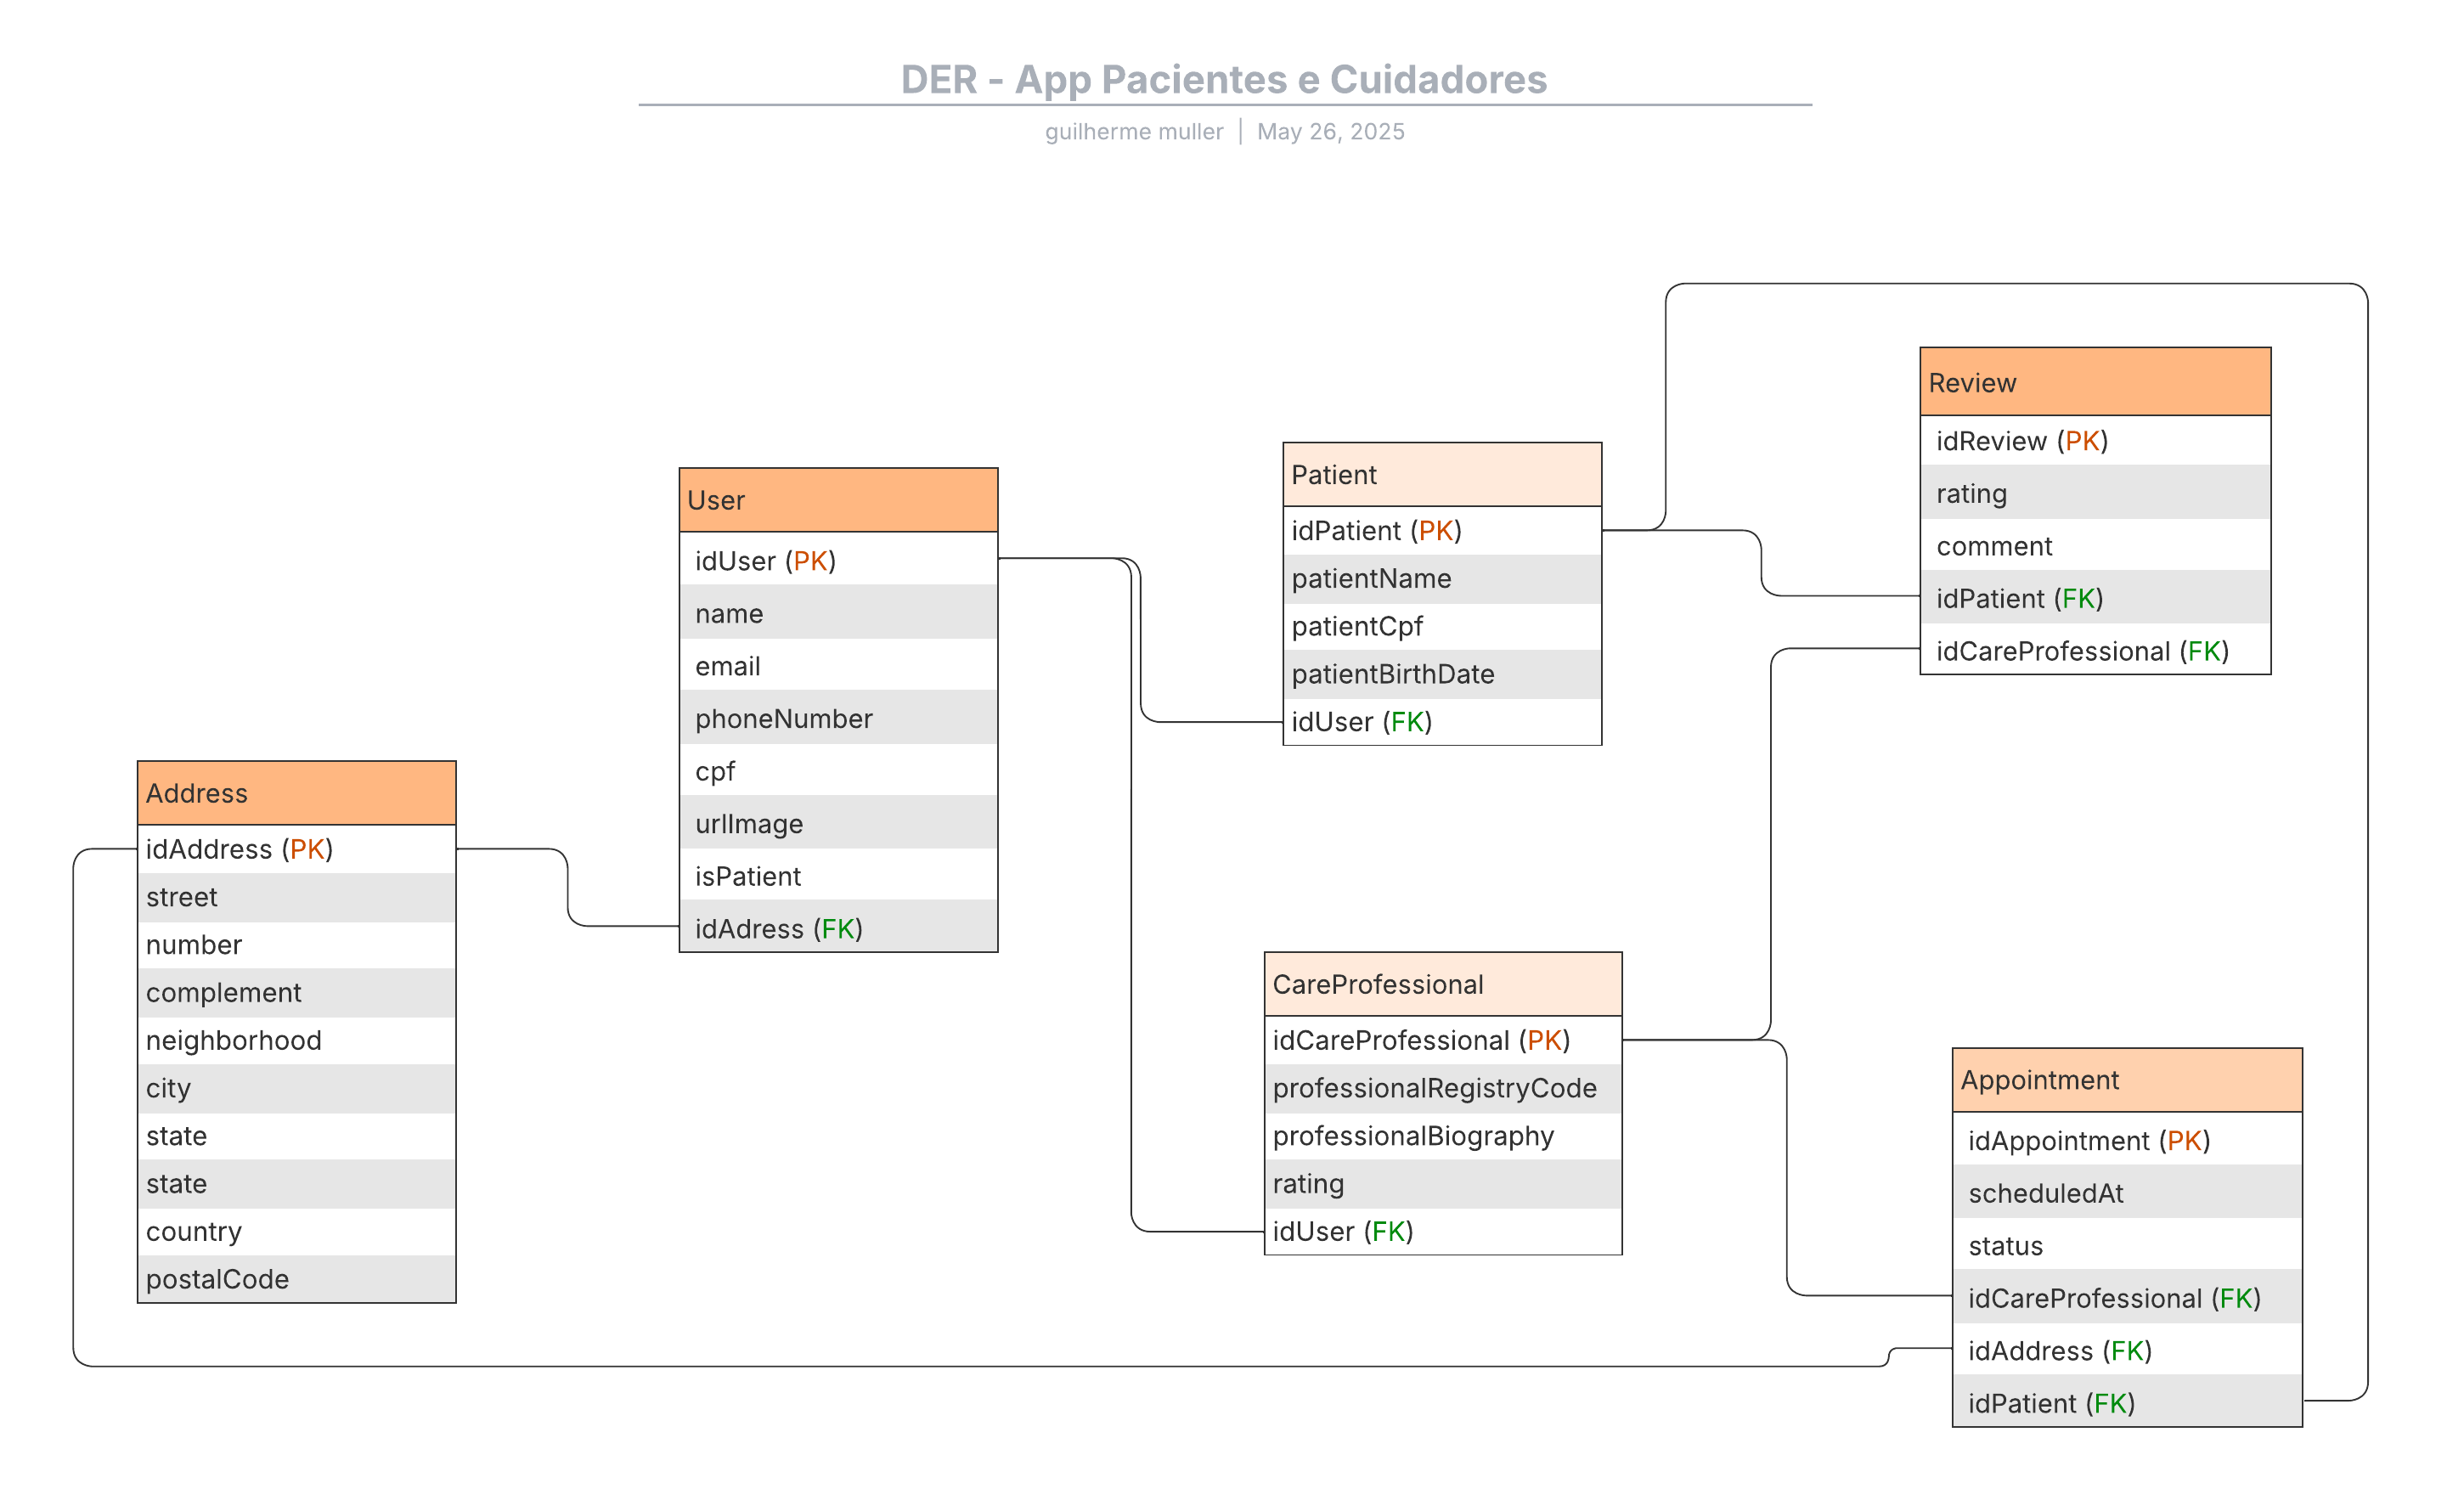 DER - App Pacientes e Cuidadores
guilherme muller | May 26, 2025
Address
idAddress (PK)
street
number
complement
neighborhood
city
state
state
country
postalCode
User
idUser (PK)
name
email
phoneNumber
cpf
urlImage
isPatient
idAdress (FK)
Patient
idPatient (PK)
patientName
patientCpf
patientBirthDate
idUser (FK)
CareProfessional
idCareProfessional (PK)
professionalRegistryCode
professionalBiography
rating
idUser (FK)
Review
idReview (PK)
rating
comment
idPatient (FK)
idCareProfessional (FK)
Appointment
idAppointment (PK)
scheduledAt
status
idCareProfessional (FK)
idAddress (FK)
idPatient (FK)